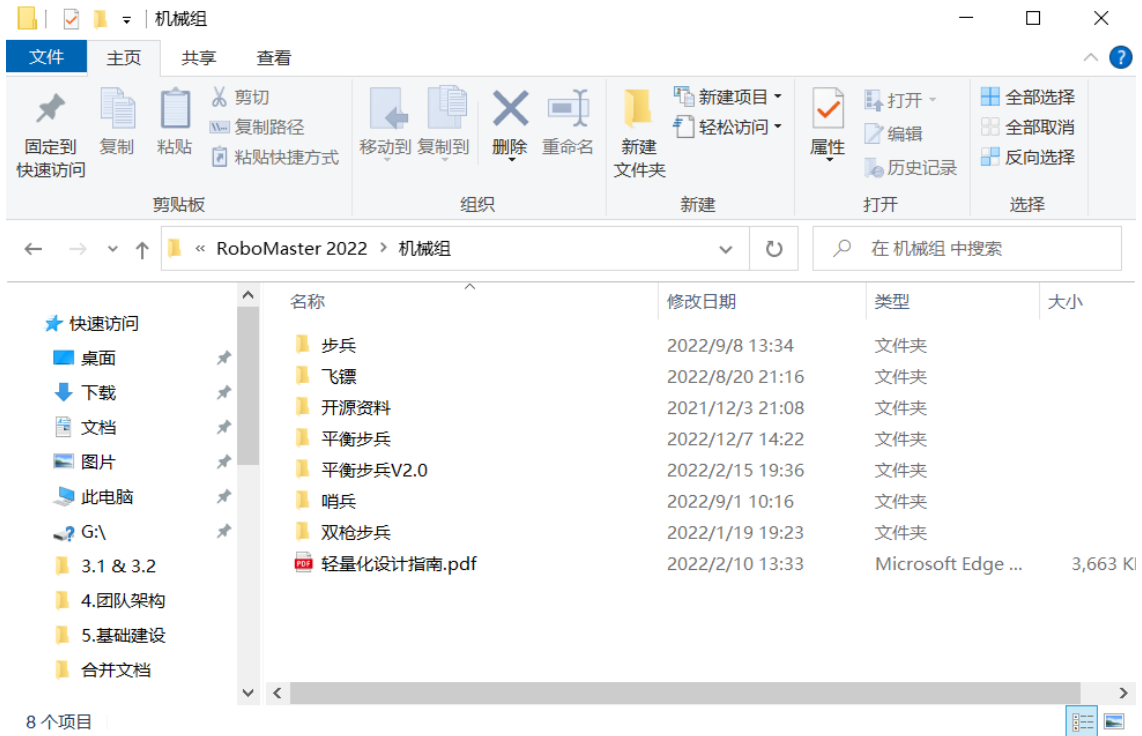 机械组
文件 主页 共享 查看
固定到快速访问
复制
粘贴
剪切
复制路径
粘贴快捷方式
剪贴板
移动到
复制到
删除
重命名
组织
新建文件夹
新建项目
轻松访问
新建
属性
打开
编辑
历史记录
打开
全部选择
全部取消
反向选择
选择
« RoboMaster 2022 > 机械组
在 机械组 中搜索
快速访问
桌面
下载
文档
图片
此电脑
G:\
3.1 & 3.2
4.团队架构
5.基础建设
合并文档
名称 修改日期 类型 大小
步兵 2022/9/8 13:34 文件夹
飞镖 2022/8/20 21:16 文件夹
开源资料 2021/12/3 21:08 文件夹
平衡步兵 2022/12/7 14:22 文件夹
平衡步兵V2.0 2022/2/15 19:36 文件夹
哨兵 2022/9/1 10:16 文件夹
双枪步兵 2022/1/19 19:23 文件夹
PDF 轻量化设计指南.pdf 2022/2/10 13:33 Microsoft Edge ... 3,663
8 个项目